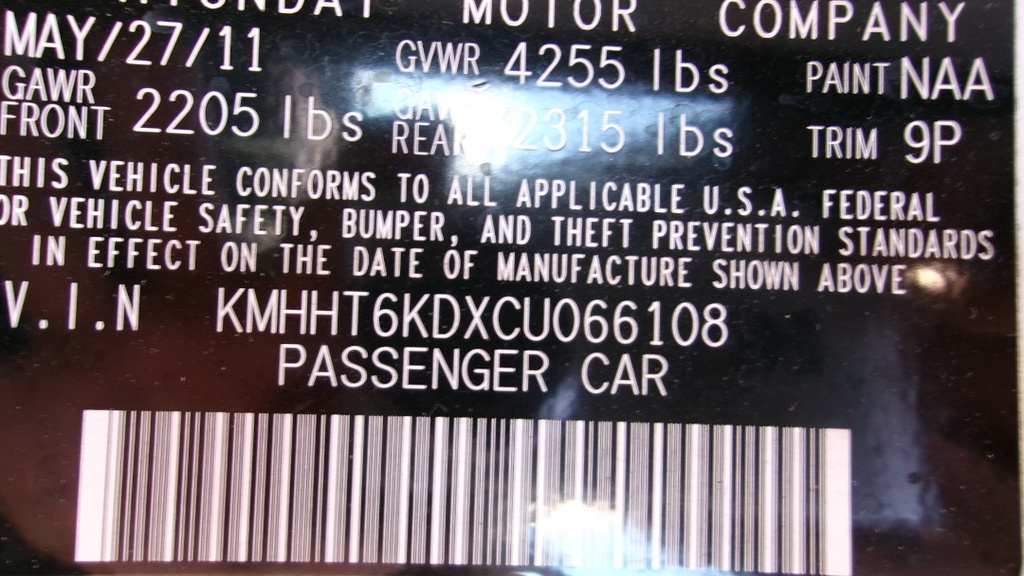 HYUNDAI MOTOR COMPANY
MAY/27/11 GVWR 4255 lbs PAINT NAA
GAWR FRONT 2205 lbs GAWR REAR 2315 lbs TRIM 9P
THIS VEHICLE CONFORMS TO ALL APPLICABLE U.S.A. FEDERAL
OR VEHICLE SAFETY, BUMPER, AND THEFT PREVENTION STANDARDS
IN EFFECT ON THE DATE OF MANUFACTURE SHOWN ABOVE
V.I.N KMHHT6KDXCU066108
PASSENGER CAR